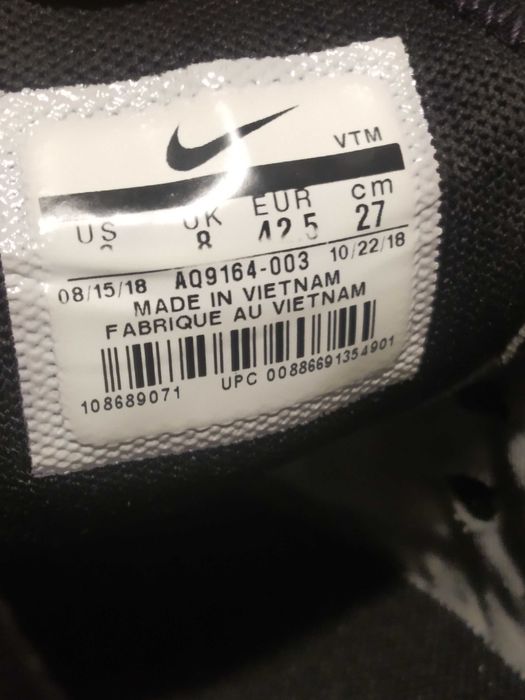 VTM
US UK EUR cm
8 42.5 27
08/15/18 AQ9164-003 10/22/18
MADE IN VIETNAM
FABRIQUE AU VIETNAM
108689071 UPC 00886691354901